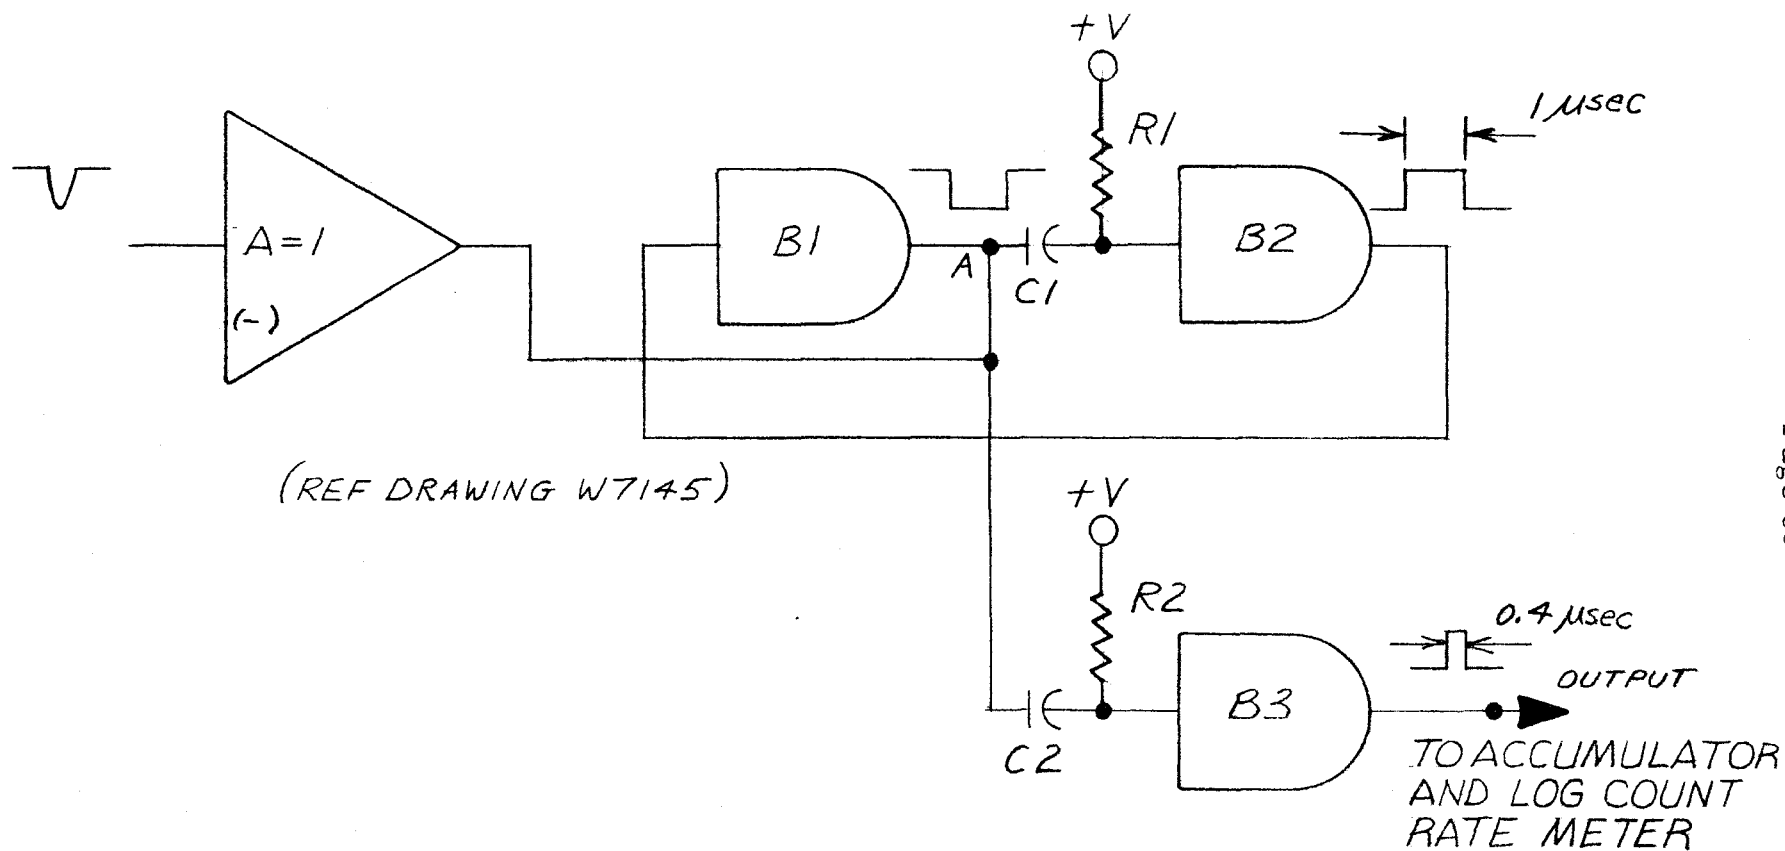 +V
1 μsec
R1
A=1
(-)
B1
A
C1
B2
(REF DRAWING W7145)
+V
R2
0.4 μsec
OUTPUT
B3
C2
TO ACCUMULATOR
AND LOG COUNT
RATE METER